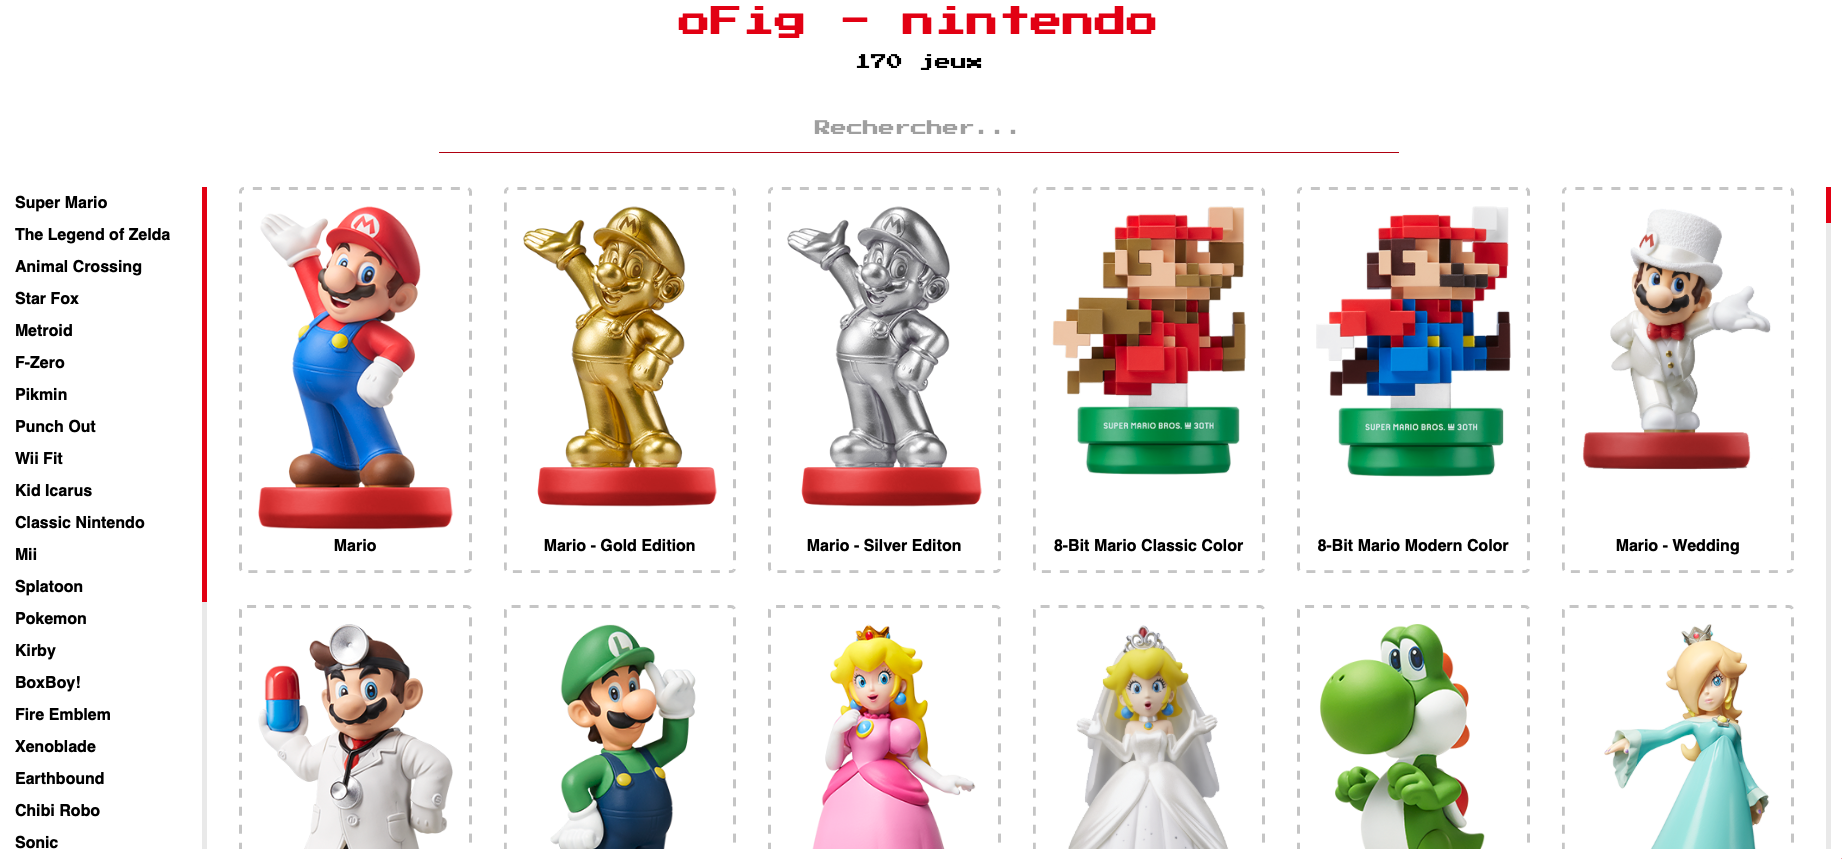 oFig - nintendo
170 jeux
Rechercher...
Super Mario
The Legend of Zelda
Animal Crossing
Star Fox
Metroid
F-Zero
Pikmin
Punch Out
Wii Fit
Kid Icarus
Classic Nintendo
Mii
Splatoon
Pokemon
Kirby
BoxBoy!
Fire Emblem
Xenoblade
Earthbound
Chibi Robo
Sonic
M
SUPER MARIO BROS. 30TH
SUPER MARIO BROS. 30TH
M
Mario
Mario - Gold Edition
Mario - Silver Editon
8-Bit Mario Classic Color
8-Bit Mario Modern Color
Mario - Wedding
L